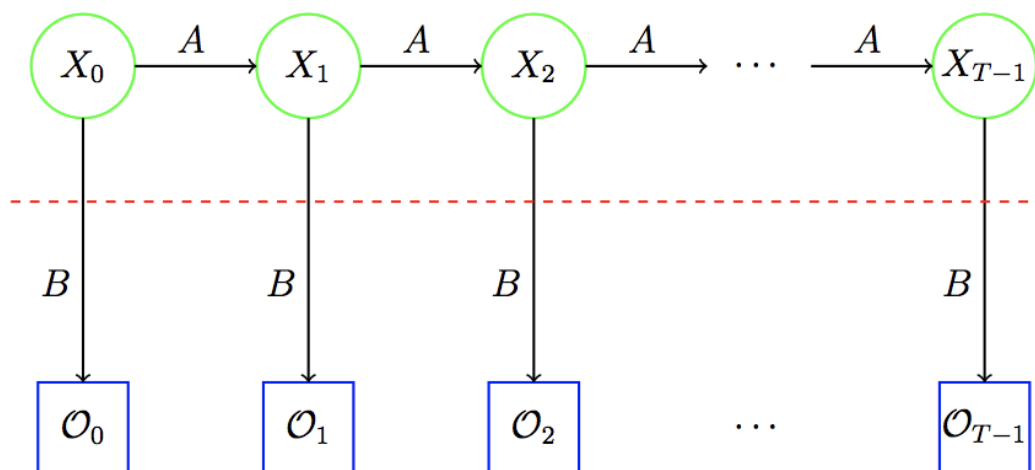 A A A A
X₀ X₁ X₂ ⋯ X_{T−1}
B B B B
𝒪₀ 𝒪₁ 𝒪₂ ⋯ 𝒪_{T−1}